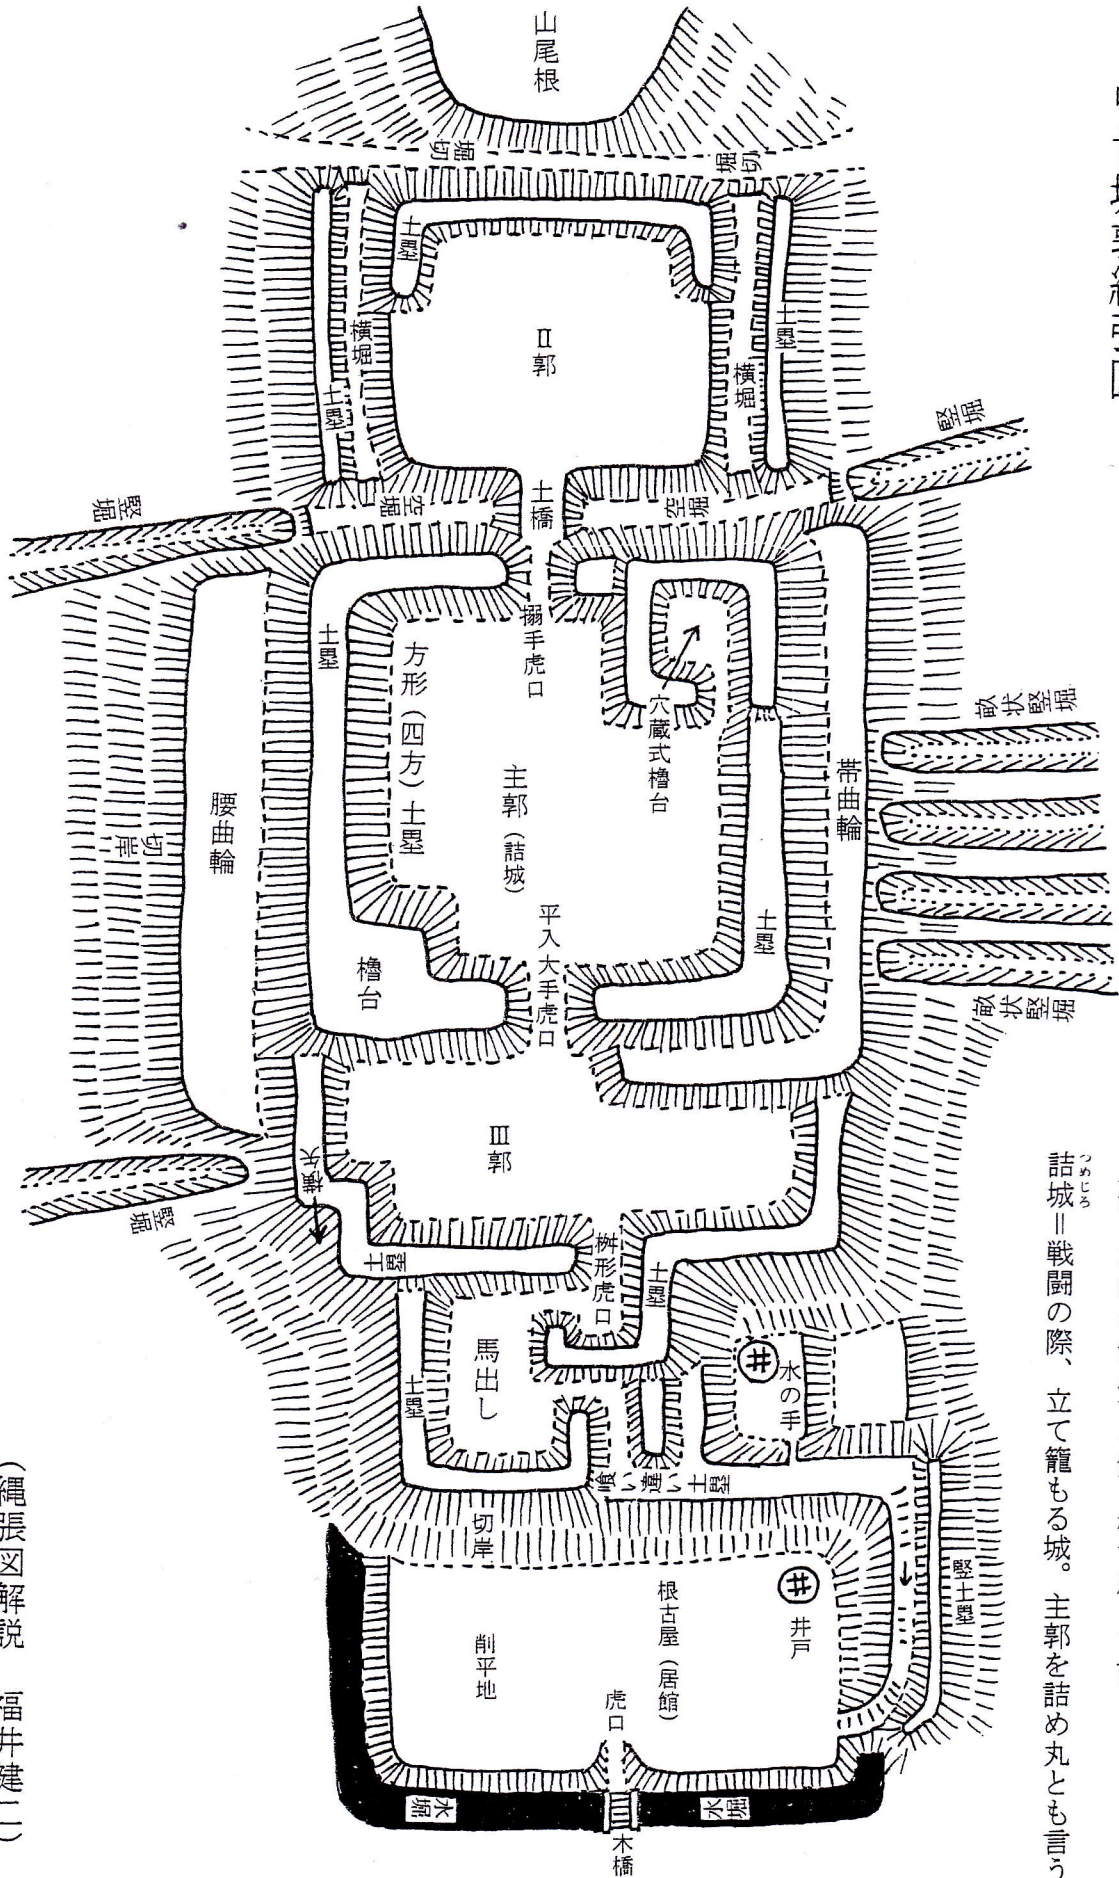 山尾根
堀切
堀切
土塁
Ⅱ郭
横堀
土塁
横堀
土塁
竪堀
竪堀
空堀
土橋
空堀
搦手虎口
土塁
方形（四方）土塁
穴蔵式櫓台
主郭（詰城）
腰曲輪
切岸
帯曲輪
畝状竪堀
畝状竪堀
土塁
櫓台
平入大手虎口
Ⅲ郭
横矢
竪堀
土塁
桝形虎口
土塁
馬出し
土塁
井
水の手
喰い違い土塁
切岸
竪土塁
井
井戸
根古屋（居館）
削平地
虎口
水堀
水堀
木橋
つめじろ
詰城＝戦闘の際、立て籠もる城。主郭を詰め丸とも言う
（縄張図解説　福井建二）